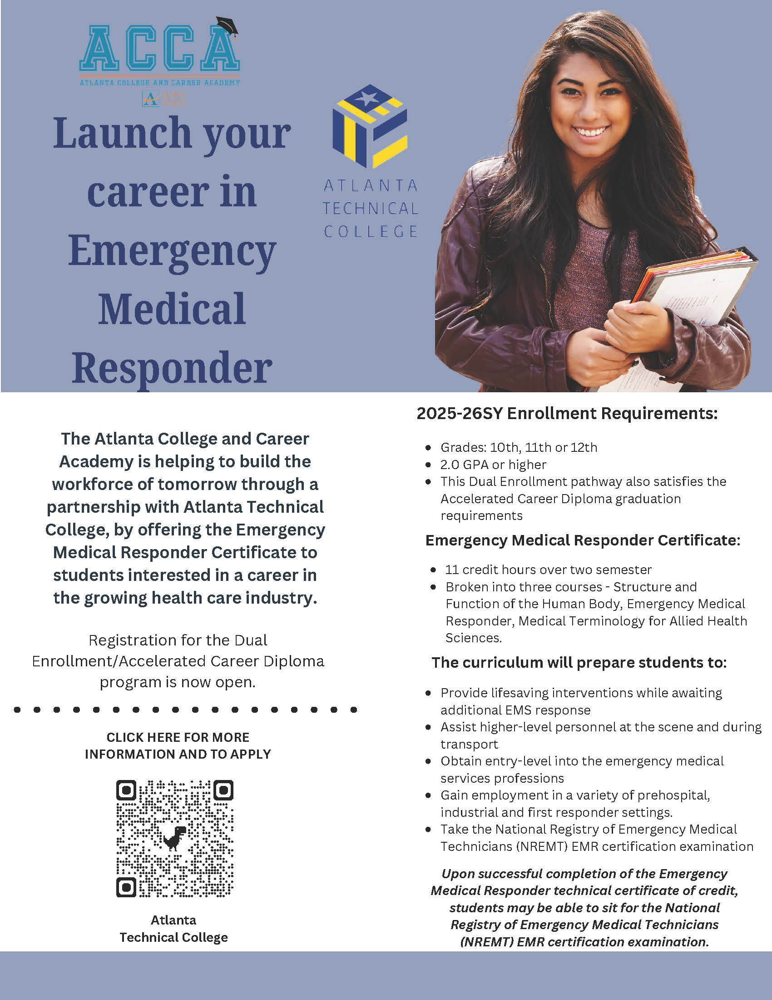 ACCA
ATLANTA COLLEGE AND CAREER ACADEMY
A
Launch your
career in
Emergency
Medical
Responder
ATLANTA
TECHNICAL
COLLEGE
The Atlanta College and Career
Academy is helping to build the
workforce of tomorrow through a
partnership with Atlanta Technical
College, by offering the Emergency
Medical Responder Certificate to
students interested in a career in
the growing health care industry.
Registration for the Dual
Enrollment/Accelerated Career Diploma
program is now open.
CLICK HERE FOR MORE
INFORMATION AND TO APPLY
Atlanta
Technical College
2025-26SY Enrollment Requirements:
• Grades: 10th, 11th or 12th
• 2.0 GPA or higher
• This Dual Enrollment pathway also satisfies the
Accelerated Career Diploma graduation
requirements
Emergency Medical Responder Certificate:
• 11 credit hours over two semester
• Broken into three courses - Structure and
Function of the Human Body, Emergency Medical
Responder, Medical Terminology for Allied Health
Sciences.
The curriculum will prepare students to:
• Provide lifesaving interventions while awaiting
additional EMS response
• Assist higher-level personnel at the scene and during
transport
• Obtain entry-level into the emergency medical
services professions
• Gain employment in a variety of prehospital,
industrial and first responder settings.
• Take the National Registry of Emergency Medical
Technicians (NREMT) EMR certification examination
Upon successful completion of the Emergency
Medical Responder technical certificate of credit,
students may be able to sit for the National
Registry of Emergency Medical Technicians
(NREMT) EMR certification examination.